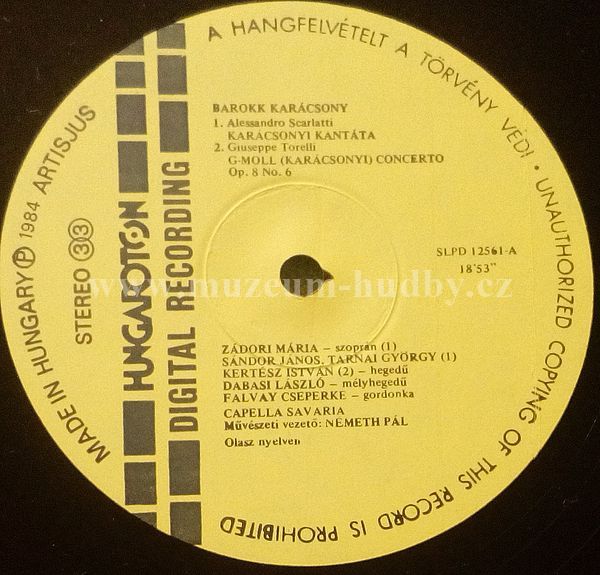 A HANGFELVÉTELT A TÖRVÉNY VÉDI • UNAUTHORIZED COPYING OF THIS RECORD IS PROHIBITED
MADE IN HUNGARY Ⓟ 1984 ARTISJUS
STEREO 33
HUNGAROTON
DIGITAL RECORDING
BAROKK KARÁCSONY
1. Alessandro Scarlatti
KARÁCSONYI KANTÁTA
2. Giuseppe Torelli
G-MOLL (KARÁCSONYI) CONCERTO
Op. 8 No. 6
SLPD 12561-A
18'53"
www.muzeum-hudby.cz
ZÁDORI MÁRIA – szoprán (1)
SÁNDOR JÁNOS, TARNAI GYÖRGY (1)
KERTÉSZ ISTVÁN (2) – hegedű
DABASI LÁSZLÓ – mélyhegedű
FALVAY CSEPERKE – gordonka
CAPELLA SAVARIA
Művészeti vezető: NÉMETH PÁL
Olasz nyelven